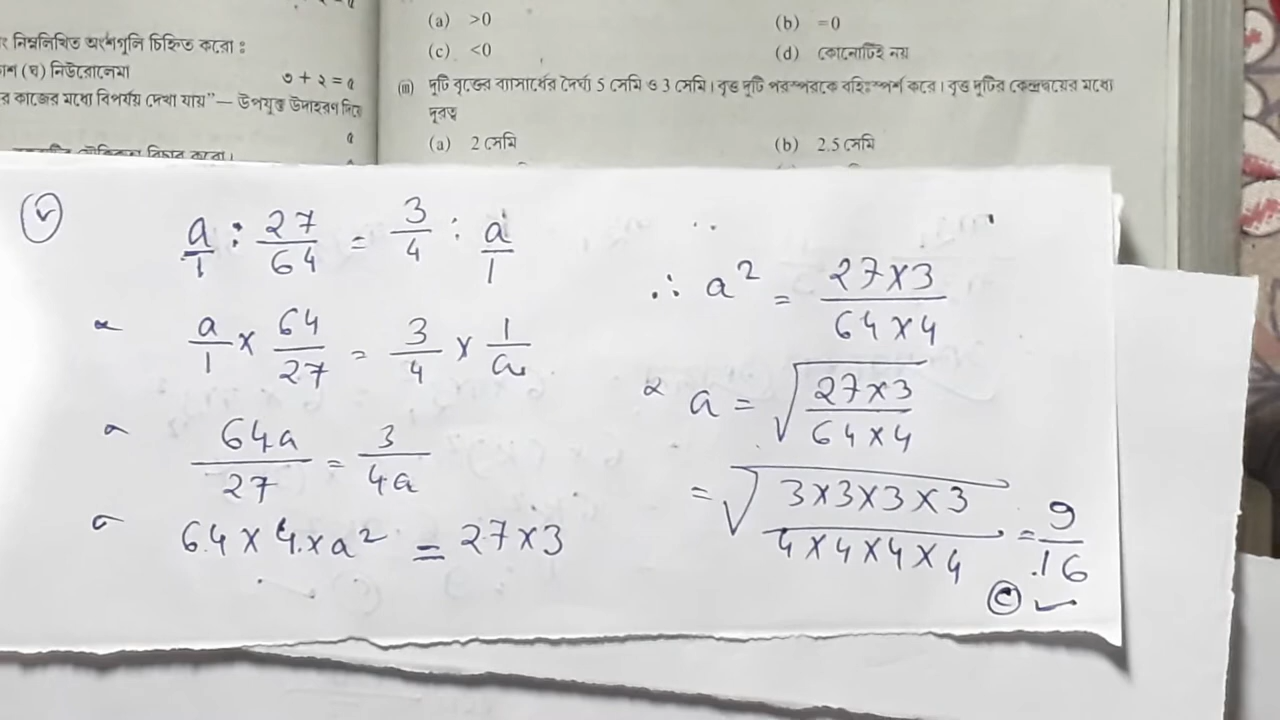 (a) >0
(b) =0
নিম্নলিখিত অংশগুলি চিহ্নিত করো :
(c) <0
(d) কোনোটিই নয়
(ঘ) নিউরোলেমা
৩ + ২ = ৫
(iii) দুটি বৃত্তের ব্যাসার্ধের দৈর্ঘ্য 5 সেমি ও 3 সেমি। বৃত্ত দুটি পরস্পরকে বহিঃস্পর্শ করে। বৃত্ত দুটির কেন্দ্রদ্বয়ের মধ্যে
র কাজের মধ্যে বিপর্যয় দেখা যায়”— উপযুক্ত উদাহরণ দিয়ে
দূরত্ব
৫
(a) 2 সেমি
(b) 2.5 সেমি
বিচার করো।
a/1 : 27/64 = 3/4 : a/1
a/1 × 64/27 = 3/4 × 1/a
64a/27 = 3/4a
64 × 4 × a² = 27 × 3
∴ a² = 27×3/64×4
a = √(27×3/64×4)
= √(3×3×3×3/4×4×4×4) = 9/16
ⓒ ✓